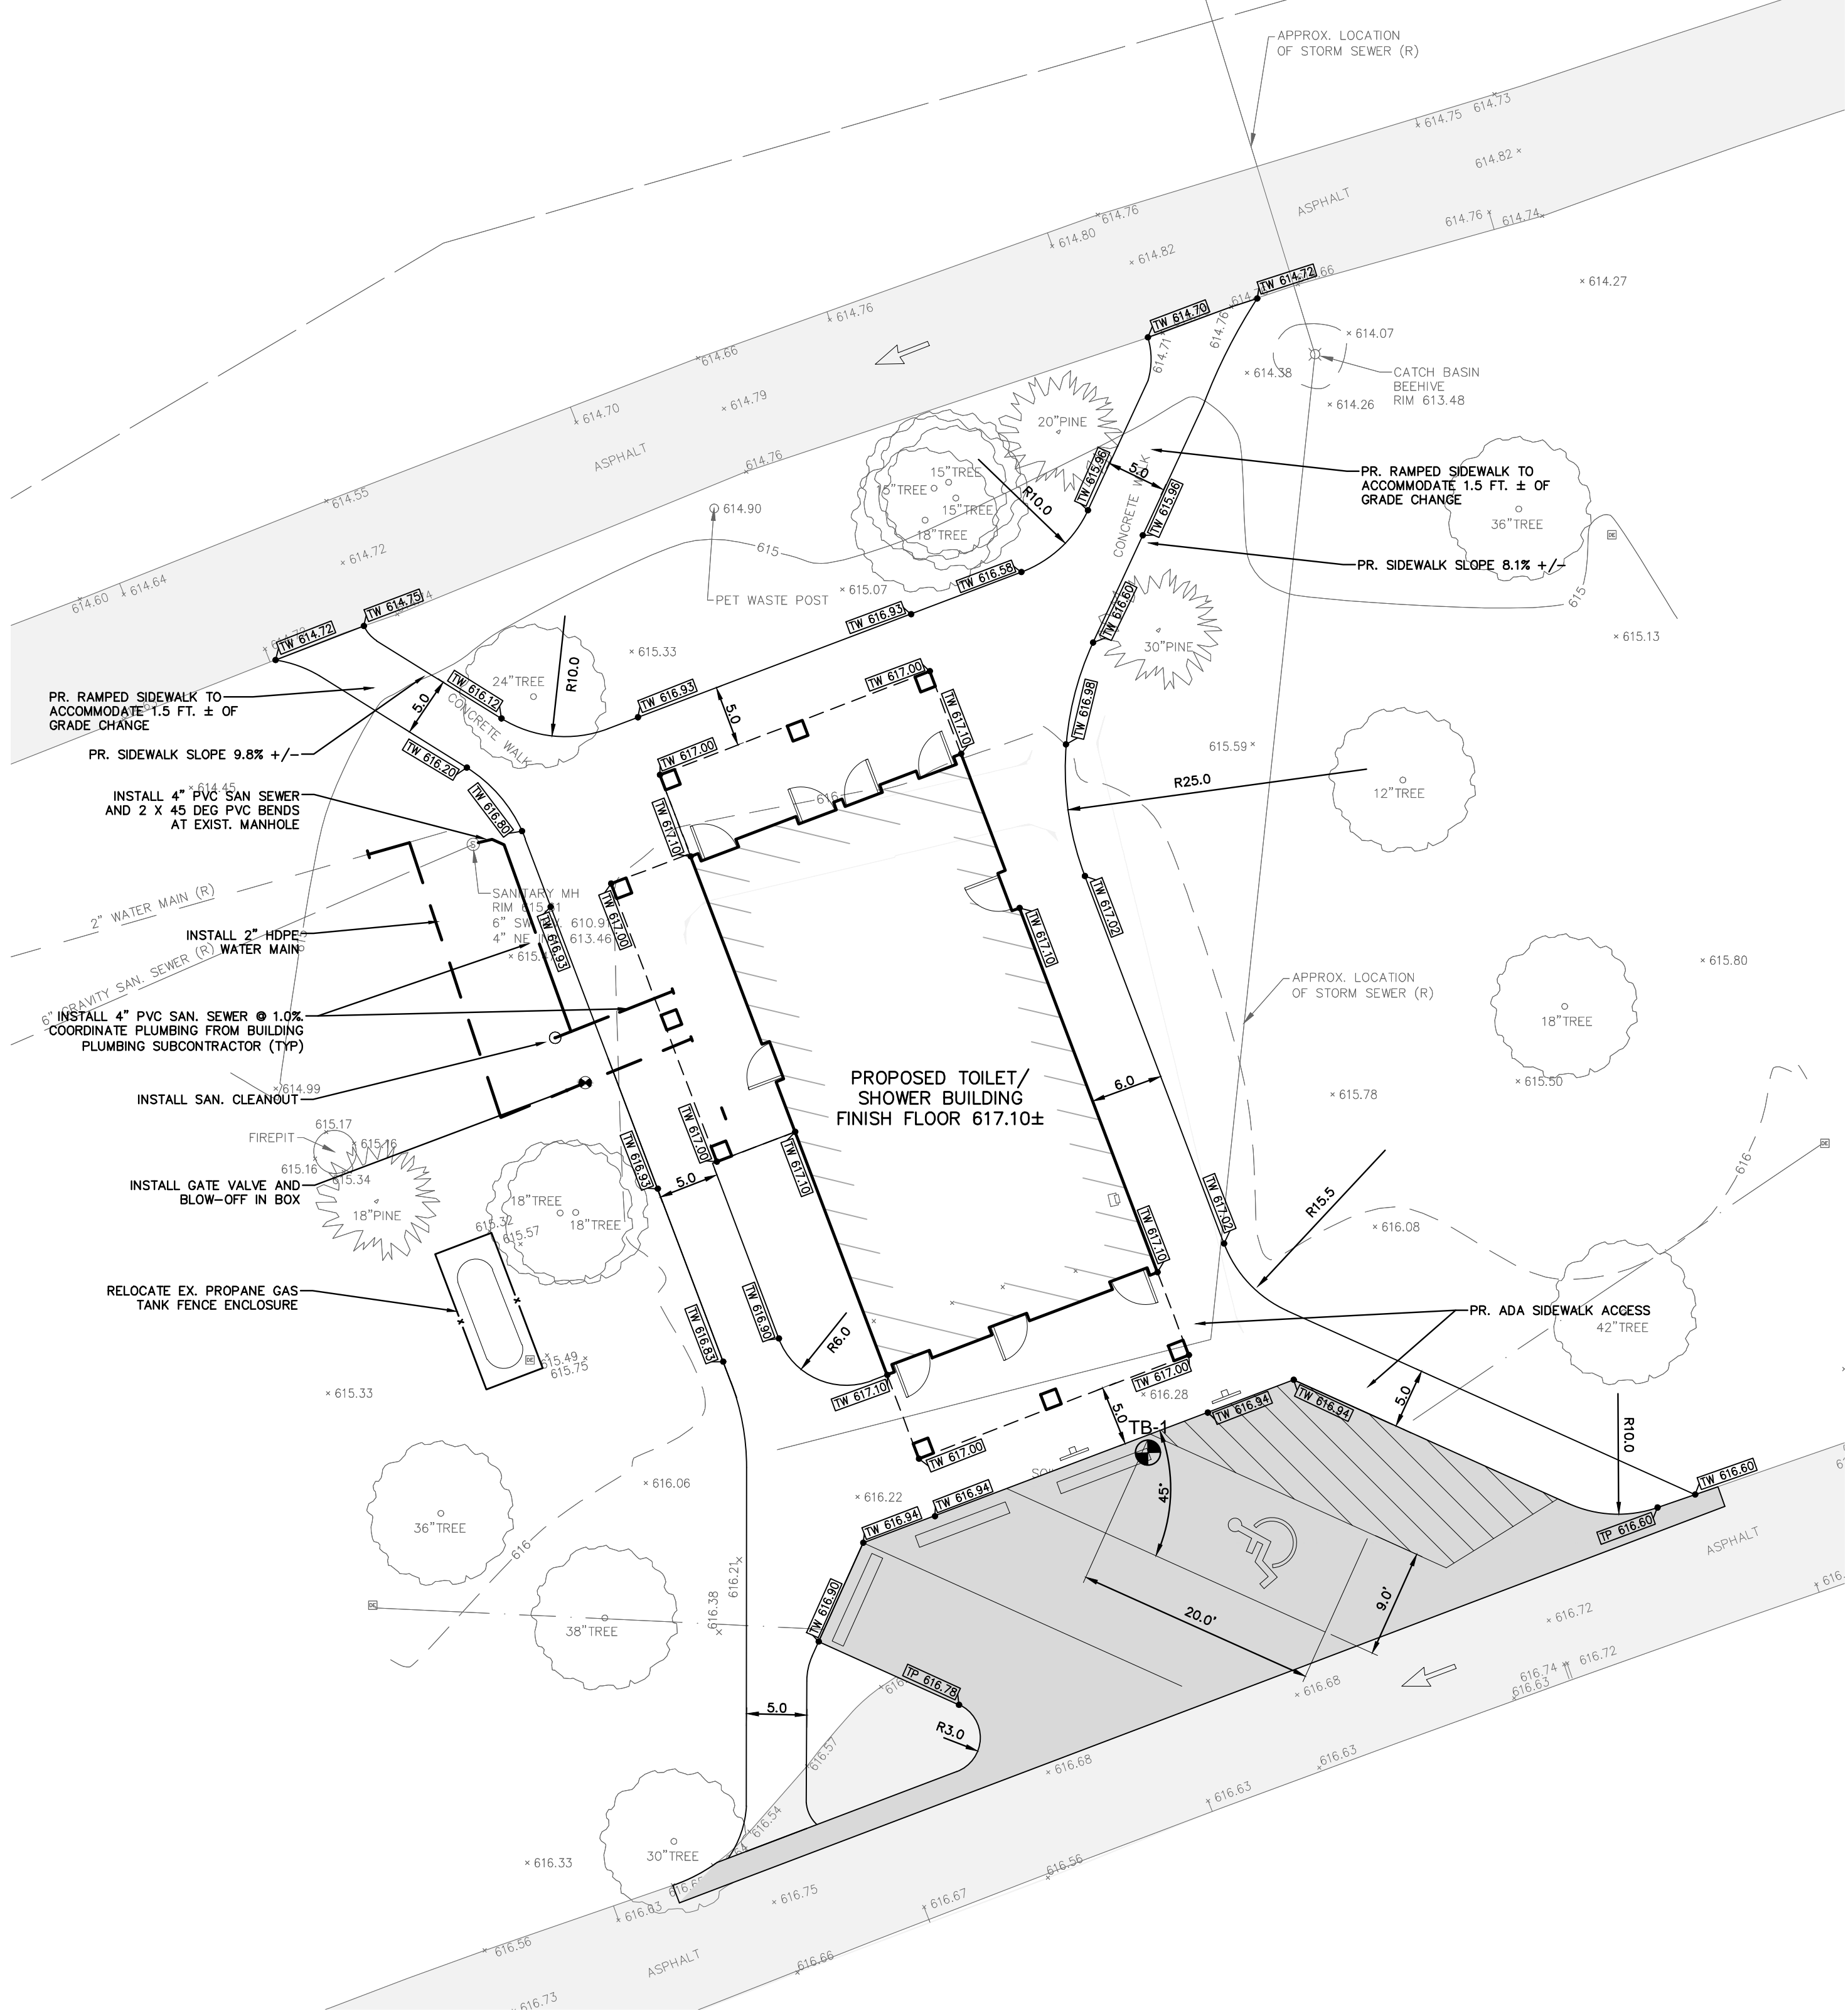 APPROX. LOCATION
OF STORM SEWER (R)
614.75
614.73
614.82
ASPHALT
614.76
614.80
614.82
614.76
614.74
614.76
614.66
TW 614.72
614.27
TW 614.70
614.71
614.76
614.07
614.38
CATCH BASIN
BEEHIVE
RIM 613.48
614.26
614.79
614.70
ASPHALT
614.76
20"PINE
15"TREE
15"TREE
15"TREE
18"TREE
R10.0
TW 615.96
5.0
TW 615.96
CONCRETE WALK
PR. RAMPED SIDEWALK TO
ACCOMMODATE 1.5 FT. ± OF
GRADE CHANGE
36"TREE
PR. SIDEWALK SLOPE 8.1% +/-
614.55
614.72
614.90
615
PET WASTE POST
615.07
TW 616.58
TW 616.93
TW 616.60
30"PINE
615
615.13
614.60
614.64
TW 614.75
TW 614.72
615.33
24"TREE
R10.0
TW 616.12
TW 616.93
5.0
TW 617.00
TW 617.10
TW 616.98
615.59
PR. RAMPED SIDEWALK TO
ACCOMMODATE 1.5 FT. ± OF
GRADE CHANGE
5.0
CONCRETE WALK
PR. SIDEWALK SLOPE 9.8% +/-
TW 616.20
TW 617.00
R25.0
12"TREE
614.45
INSTALL 4" PVC SAN SEWER
AND 2 X 45 DEG PVC BENDS
AT EXIST. MANHOLE
TW 616.80
TW 617.10
616
2" WATER MAIN (R)
SANITARY MH
TW 617.00
TW 617.10
TW 617.02
INSTALL 2" HDPE
WATER MAIN
TW 616.93
6" GRAVITY SAN. SEWER (R)
APPROX. LOCATION
OF STORM SEWER (R)
615.80
18"TREE
INSTALL 4" PVC SAN. SEWER @ 1.0%.
COORDINATE PLUMBING FROM BUILDING
PLUMBING SUBCONTRACTOR (TYP)
614.99
INSTALL SAN. CLEANOUT
PROPOSED TOILET/
SHOWER BUILDING
FINISH FLOOR 617.10±
6.0
615.50
615.78
615.17
FIREPIT
615.16
615.16
615.34
TW 617.00
TW 616.93
TW 617.10
5.0
616
INSTALL GATE VALVE AND
BLOW-OFF IN BOX
18"PINE
18"TREE
18"TREE
615.32
615.57
R15.5
TW 617.02
TW 617.10
616.08
RELOCATE EX. PROPANE GAS
TANK FENCE ENCLOSURE
615.49
615.75
TW 616.90
TW 616.83
R6.0
PR. ADA SIDEWALK ACCESS
42"TREE
615.33
TW 617.10
TW 617.00
616.28
5.0
TW 616.94
TW 616.94
5.0
R10.0
TB-1
TW 617.00
TW 616.60
616.06
616.22
TW 616.94
TW 616.94
45°
TP 616.60
ASPHALT
36"TREE
616
616.21
616.38
38"TREE
TW 616.90
20.0'
9.0'
616.72
616.74
616.72
616.63
616.68
TP 616.78
R3.0
5.0
616.57
616.68
616.63
616.63
616.54
30"TREE
616.33
616.75
616.56
616.67
616.63
616.56
ASPHALT
616.66
616.73